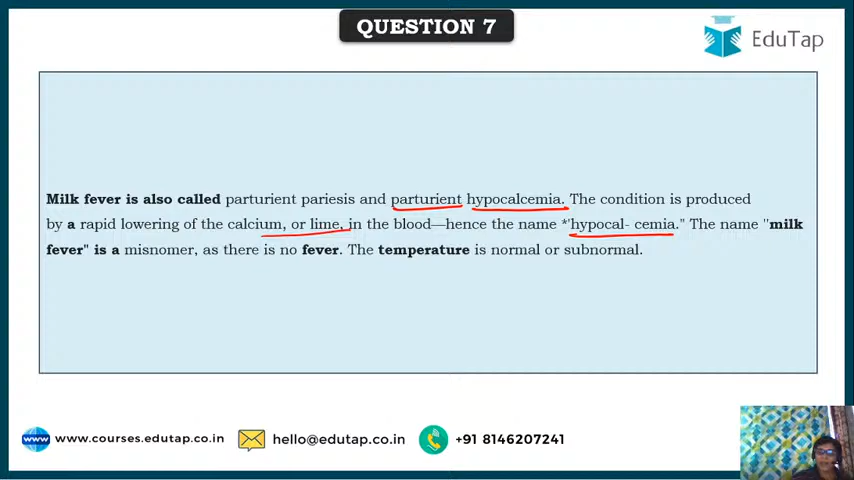 QUESTION 7
EduTap
Milk fever is also called parturient pariesis and parturient hypocalcemia. The condition is produced
by a rapid lowering of the calcium, or lime, in the blood—hence the name *'hypocal- cemia." The name "milk
fever" is a misnomer, as there is no fever. The temperature is normal or subnormal.
www
www.courses.edutap.co.in
hello@edutap.co.in
+91 8146207241